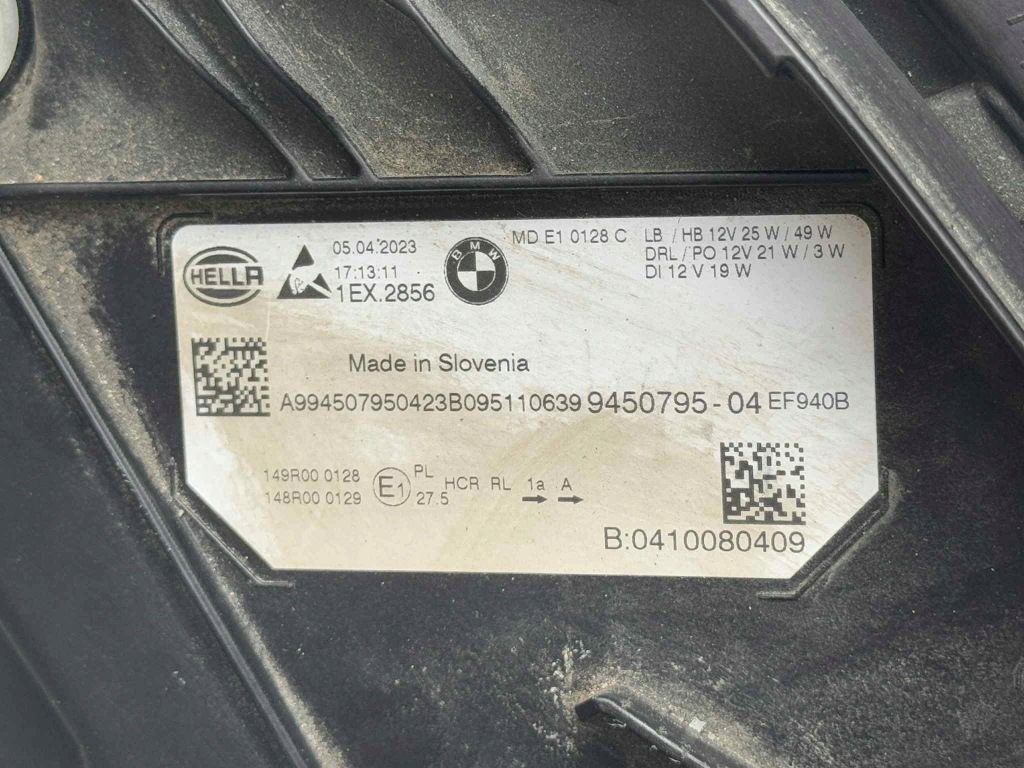 HELLA
05.04.2023
17:13:11
1EX.2856
BMW
MD E1 0128 C
LB / HB 12V 25 W / 49 W
DRL / PO 12V 21 W / 3 W
DI 12 V 19 W
Made in Slovenia
A994507950423B095110639 9450795 - 04 EF940B
149R00 0128
148R00 0129
E1
PL
27.5
HCR RL 1a A
B:0410080409